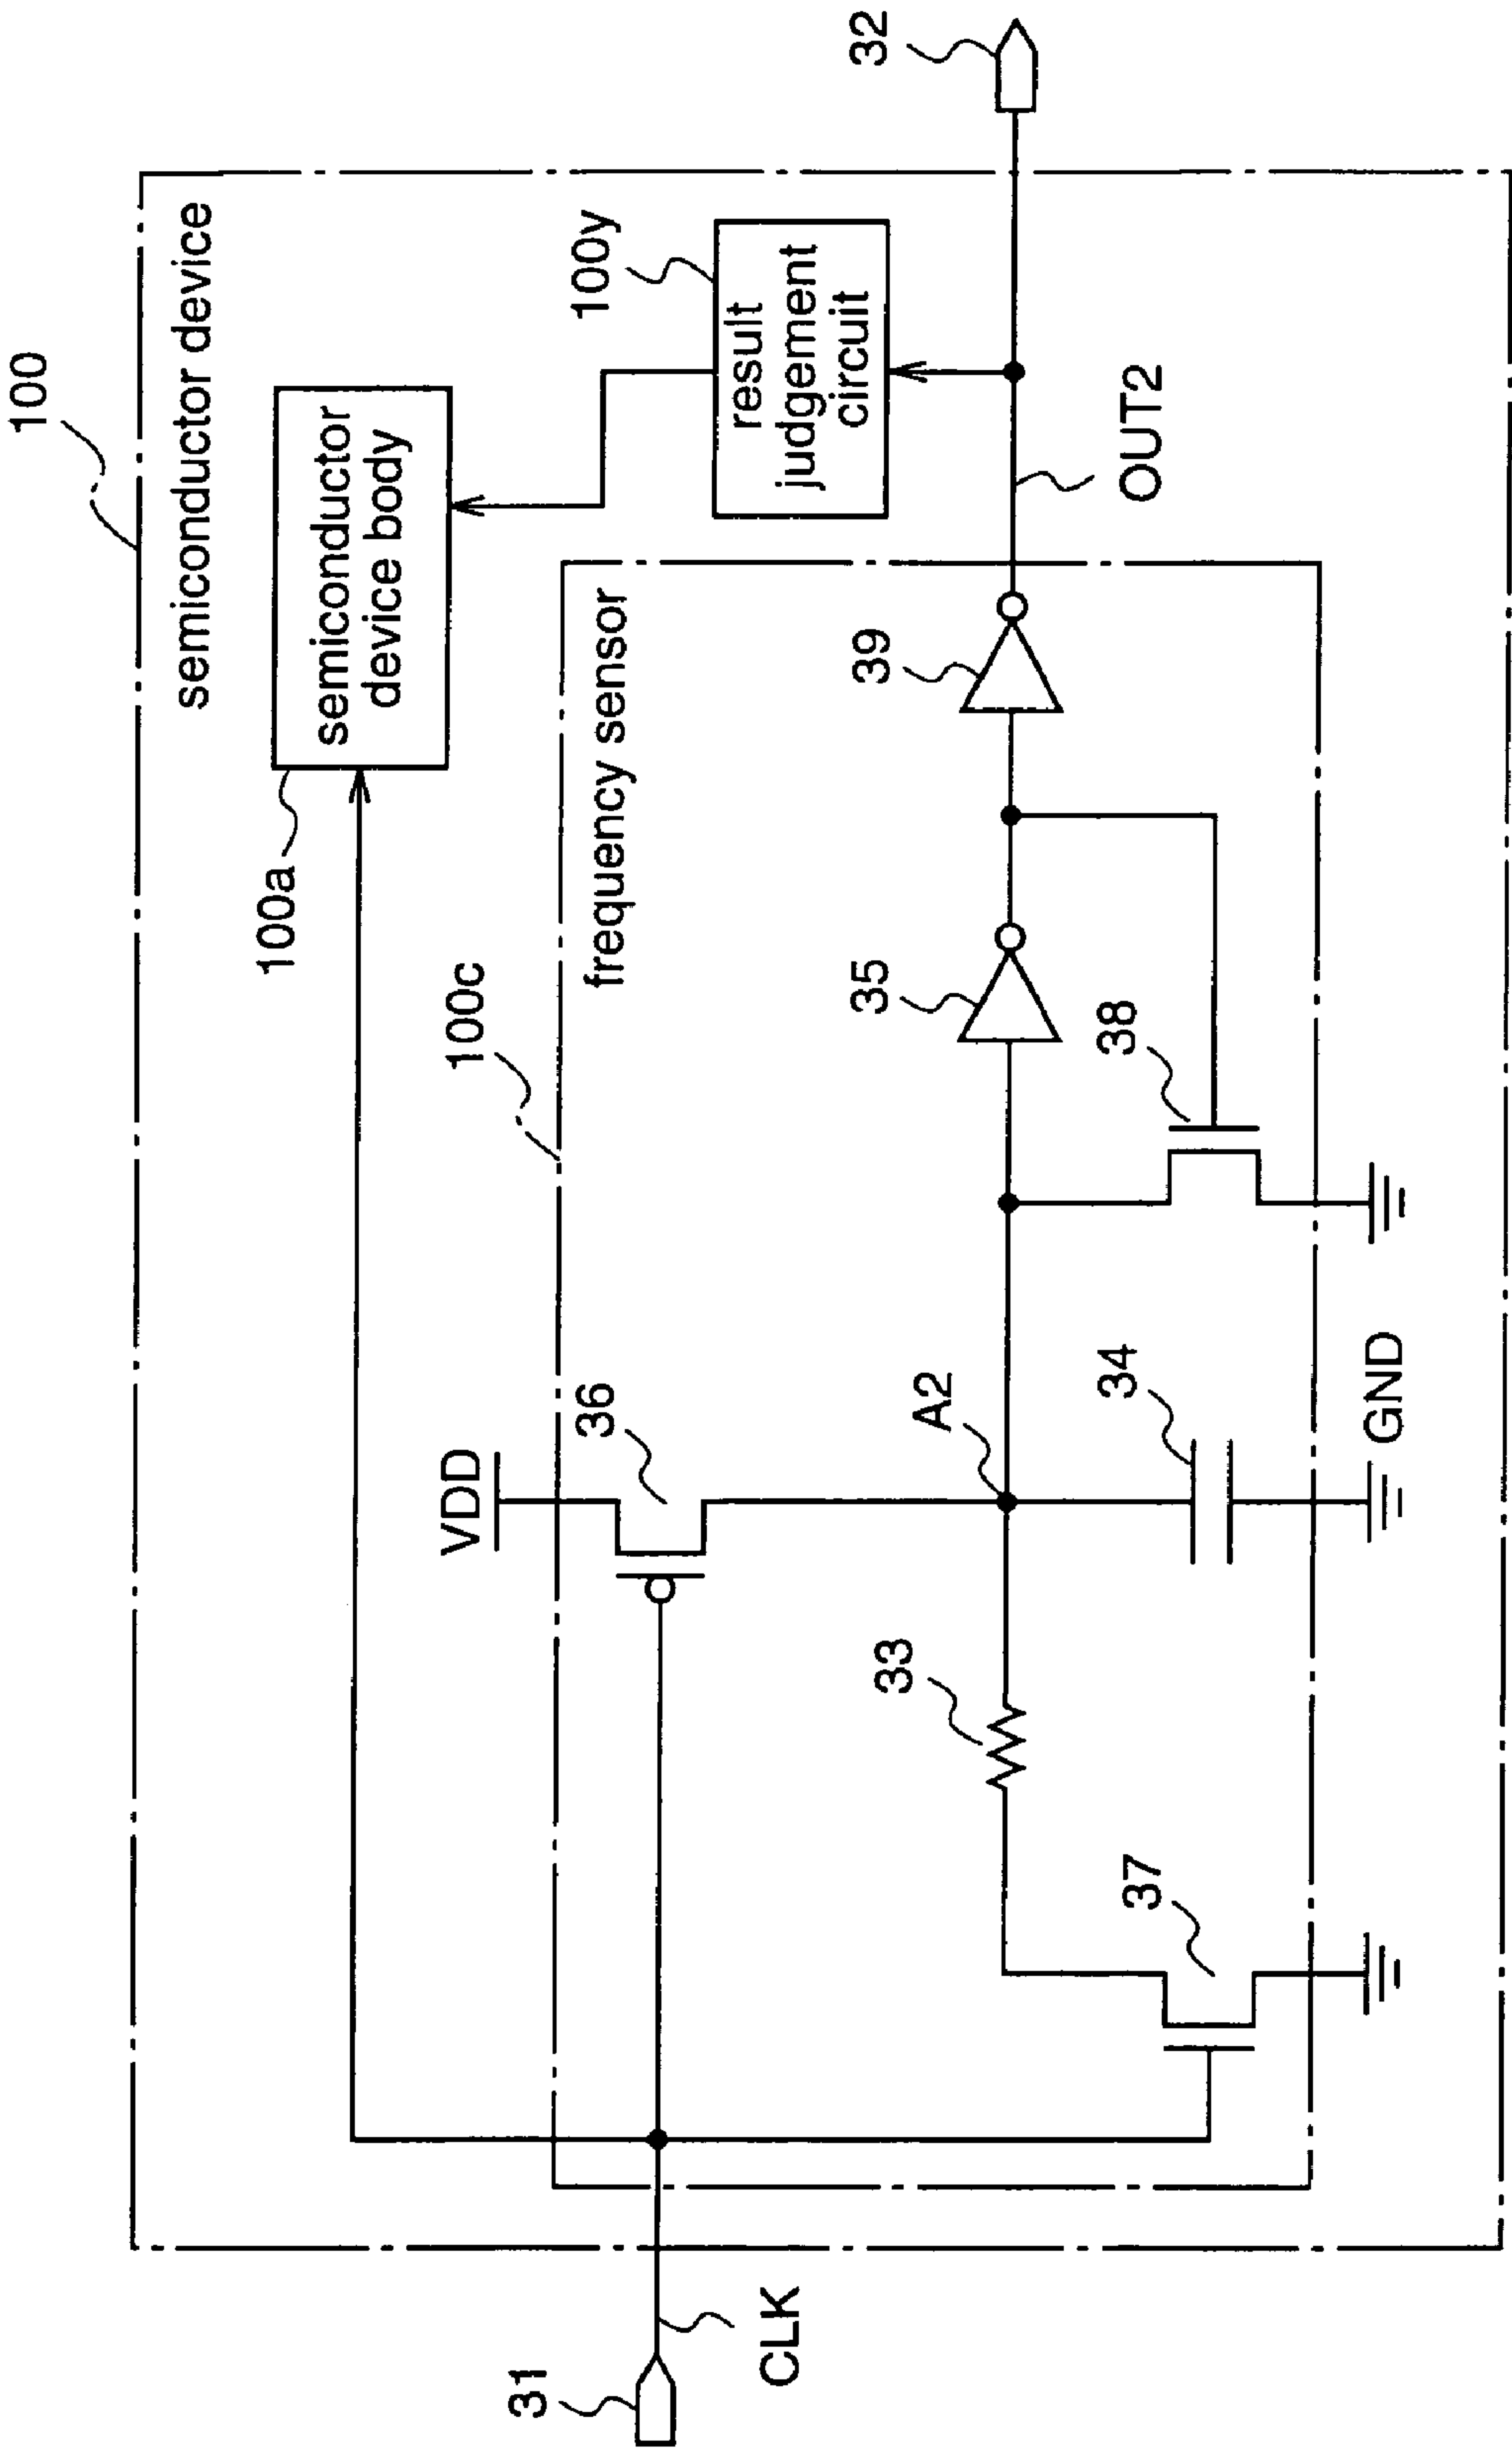 100
semiconductor device
semiconductor
device body
100a
100y
result
judgement
circuit
32
100c
frequency sensor
VDD
36
31
CLK
33
A2
35
39
OUT2
37
34
38
GND